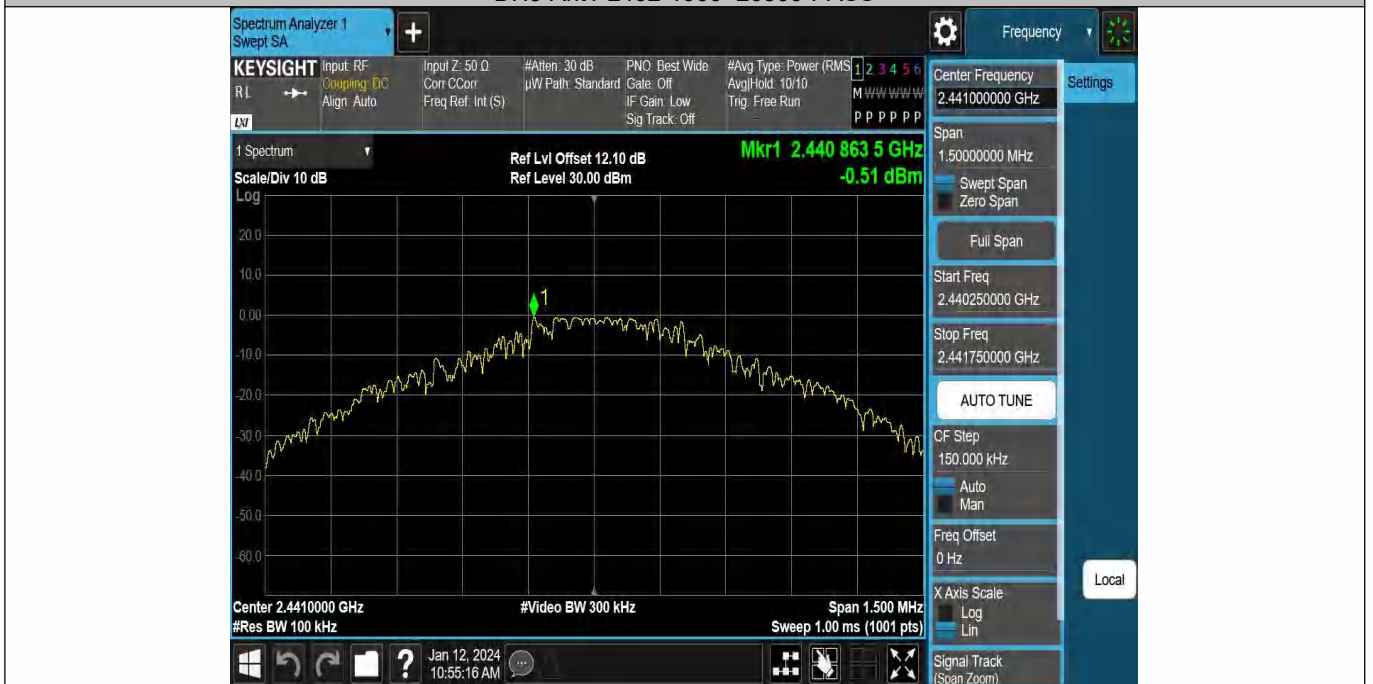 Spectrum Analyzer 1
Swept SA
+
Frequency
KEYSIGHT
RL
LXI
Input: RF
Coupling: DC
Align: Auto
Input Z: 50 Ω
Corr CCorr
Freq Ref: Int (S)
#Atten: 30 dB
µW Path: Standard
PNO: Best Wide
Gate: Off
IF Gain: Low
Sig Track: Off
#Avg Type: Power (RMS
Avg|Hold: 10/10
Trig: Free Run
1 2 3 4 5 6
M W W W W W
P P P P P P
Center Frequency
2.441000000 GHz
Settings
1 Spectrum
Scale/Div 10 dB
Log
Ref Lvl Offset 12.10 dB
Ref Level 30.00 dBm
Mkr1 2.440 863 5 GHz
-0.51 dBm
20.0
10.0
0.00
-10.0
-20.0
-30.0
-40.0
-50.0
-60.0
1
Span
1.50000000 MHz
Swept Span
Zero Span
Full Span
Start Freq
2.440250000 GHz
Stop Freq
2.441750000 GHz
AUTO TUNE
CF Step
150.000 kHz
Auto
Man
Freq Offset
0 Hz
X Axis Scale
Log
Lin
Local
Signal Track
(Span Zoom)
Center 2.4410000 GHz
#Res BW 100 kHz
#Video BW 300 kHz
Span 1.500 MHz
Sweep 1.00 ms (1001 pts)
?
Jan 12, 2024
10:55:16 AM